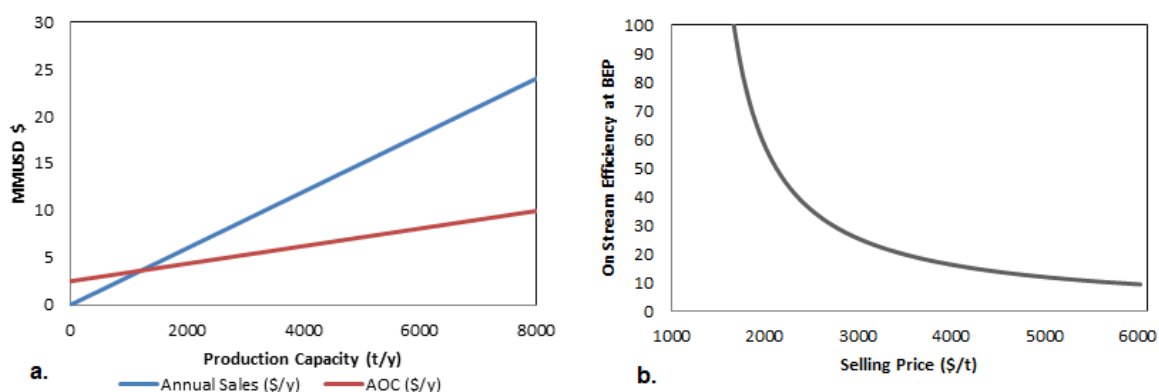 MMUSD $
30
25
20
15
10
5
0
0 2000 4000 6000 8000
Production Capacity (t/y)
a.
Annual Sales ($/y) AOC ($/y)
On Stream Efficiency at BEP
100
90
80
70
60
50
40
30
20
10
0
1000 2000 3000 4000 5000 6000
Selling Price ($/t)
b.